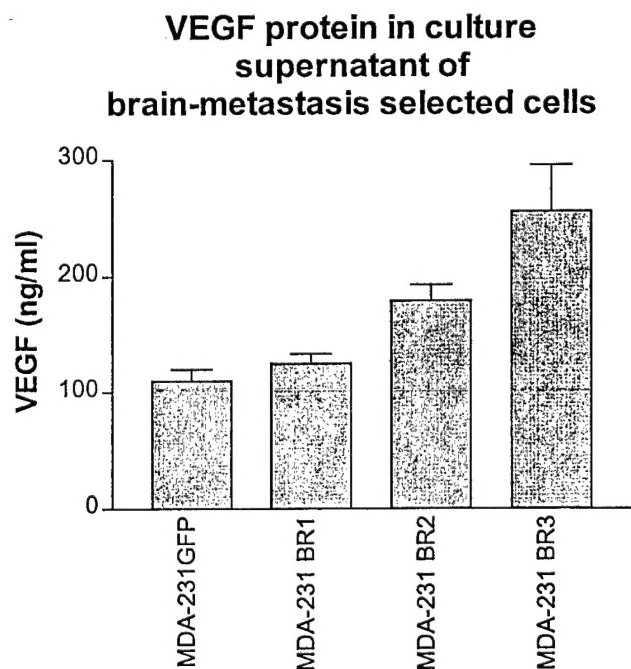 VEGF protein in culture
supernatant of
brain-metastasis selected cells
VEGF (ng/ml)
300
200
100
0
MDA-231GFP
MDA-231 BR1
MDA-231 BR2
MDA-231 BR3